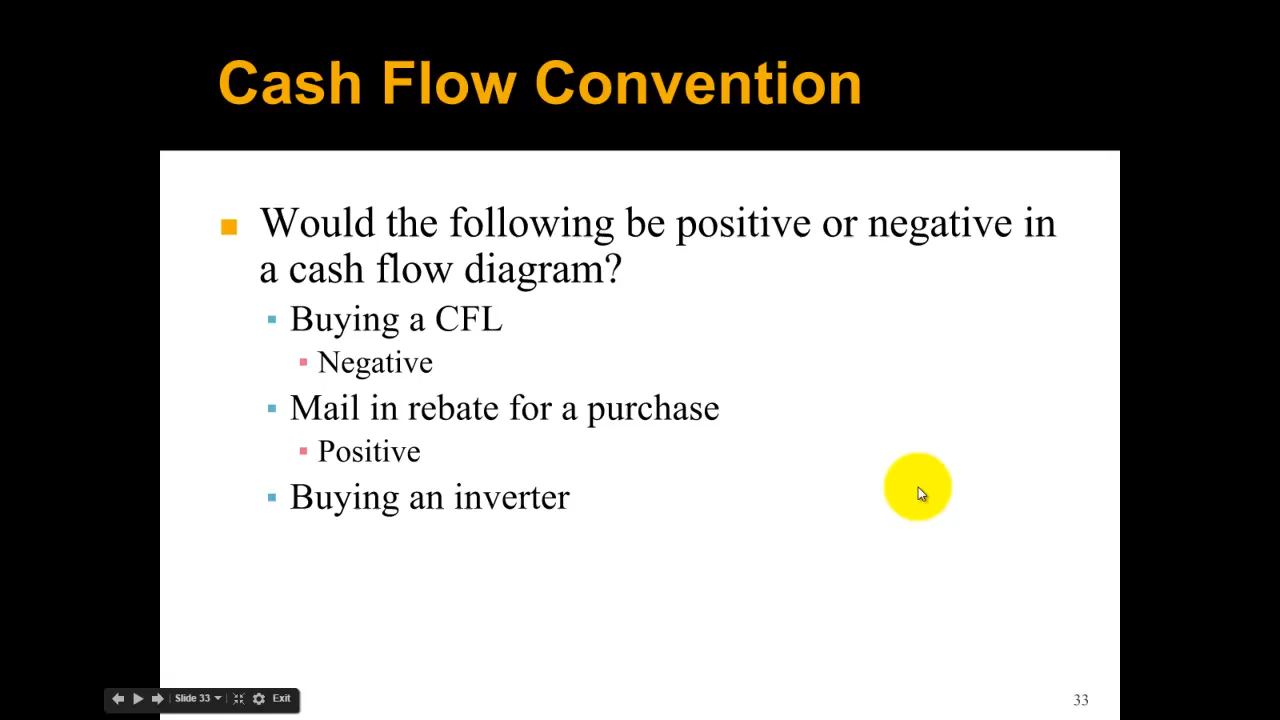 Cash Flow Convention
Would the following be positive or negative in
a cash flow diagram?
Buying a CFL
Negative
Mail in rebate for a purchase
Positive
Buying an inverter
33
Slide 33
Exit